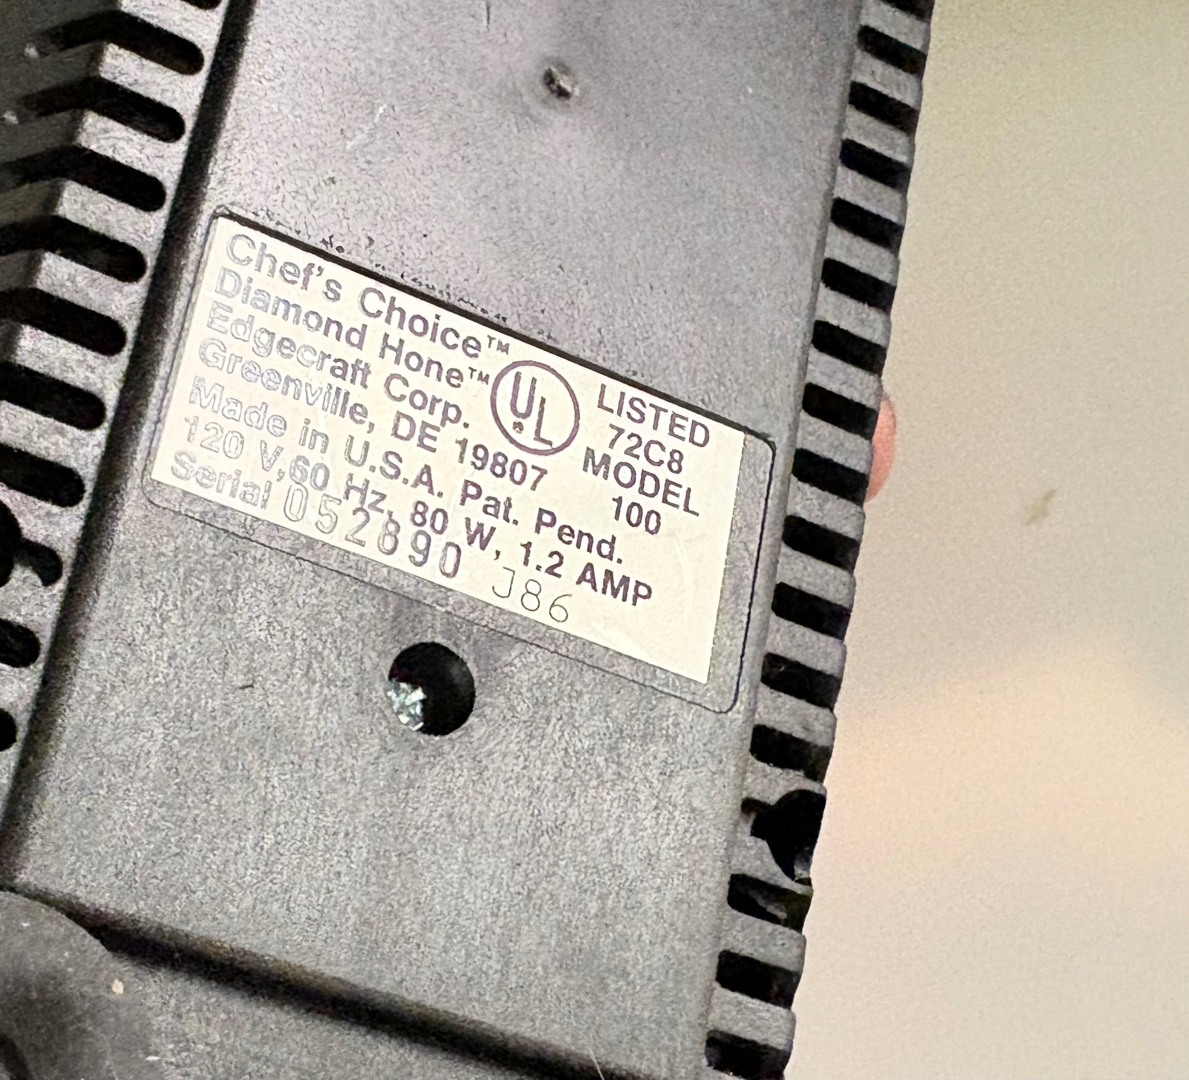 Chef's Choice™
Diamond Hone™
Edgecraft Corp.
Greenville, DE 19807
Made in U.S.A. Pat. Pend.
120 V, 60 Hz, 80 W, 1.2 AMP
Serial 052890 J86
UL
LISTED
72C8
MODEL
100